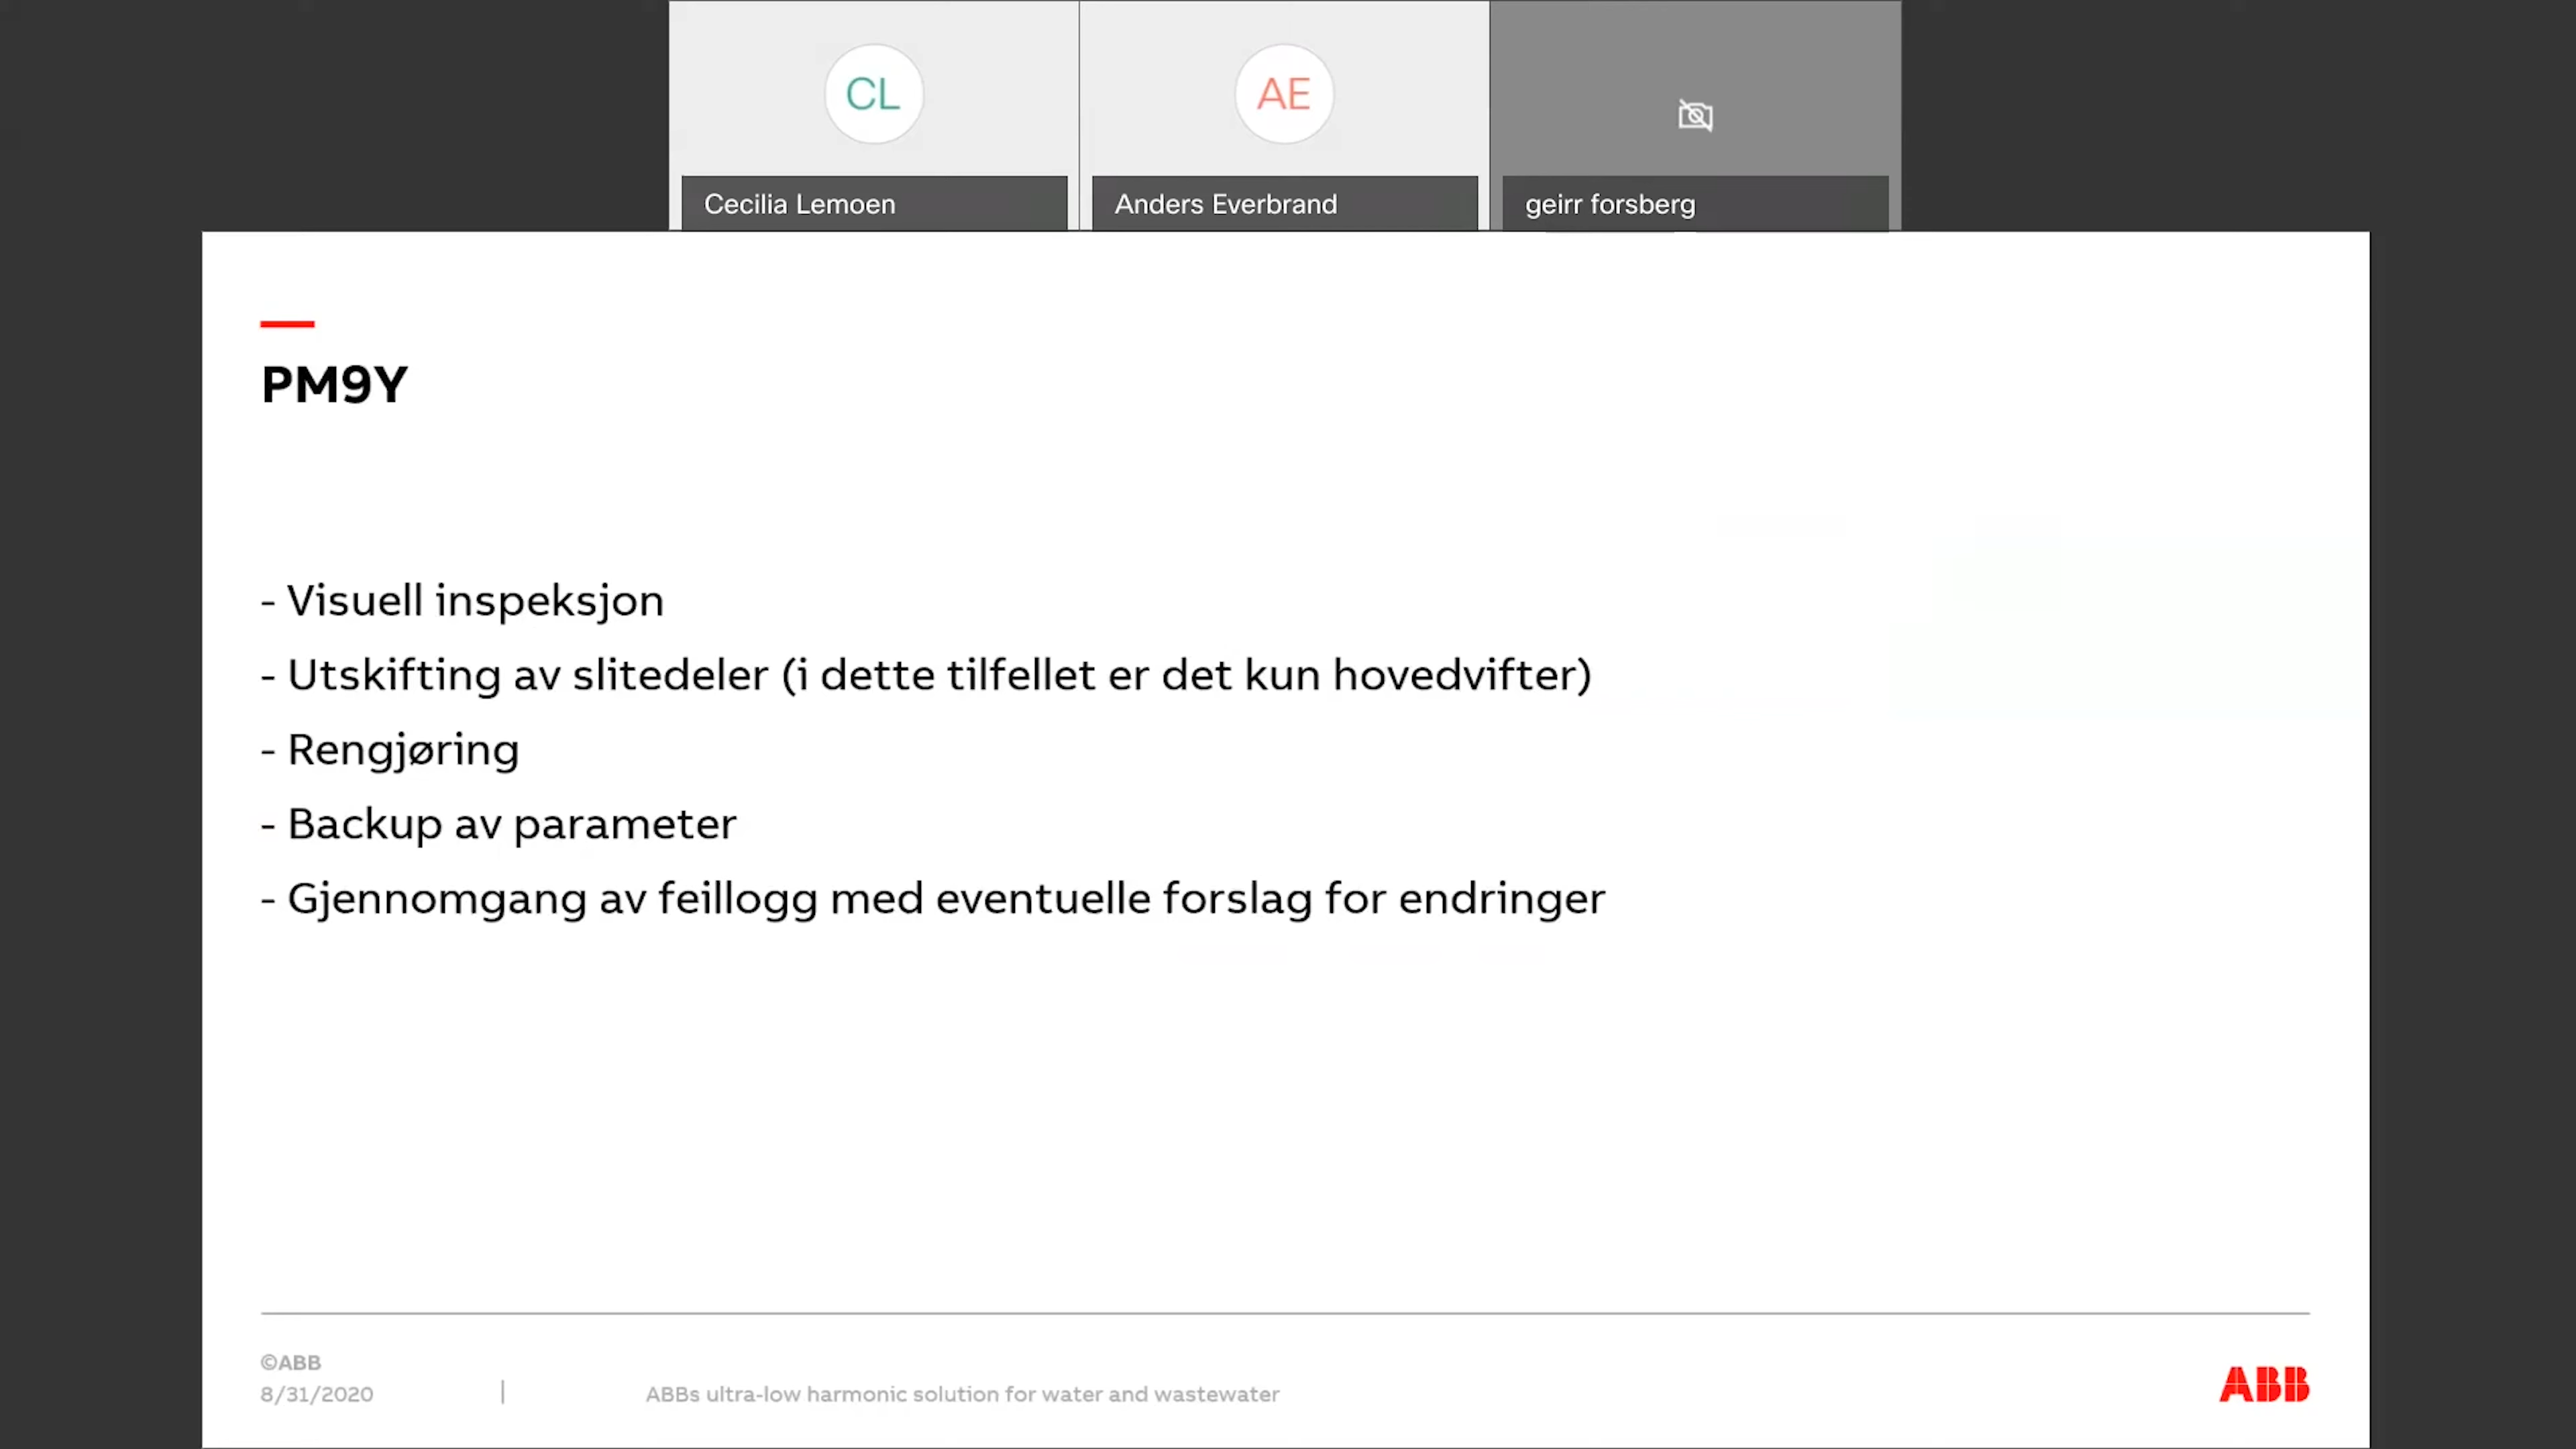 CL
AE
Cecilia Lemoen
Anders Everbrand
geirr forsberg
PM9Y
- Visuell inspeksjon
- Utskifting av slitedeler (i dette tilfellet er det kun hovedvifter)
- Rengjøring
- Backup av parameter
- Gjennomgang av feillogg med eventuelle forslag for endringer
©ABB
8/31/2020 | ABBs ultra-low harmonic solution for water and wastewater
ABB